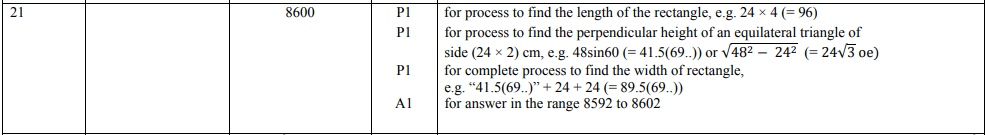 21 8600 P1 for process to find the length of the rectangle, e.g. 24 × 4 (= 96)
P1 for process to find the perpendicular height of an equilateral triangle of
side (24 × 2) cm, e.g. 48sin60 (= 41.5(69..)) or √48² – 24² (= 24√3 oe)
P1 for complete process to find the width of rectangle,
e.g. “41.5(69..)” + 24 + 24 (= 89.5(69..))
A1 for answer in the range 8592 to 8602